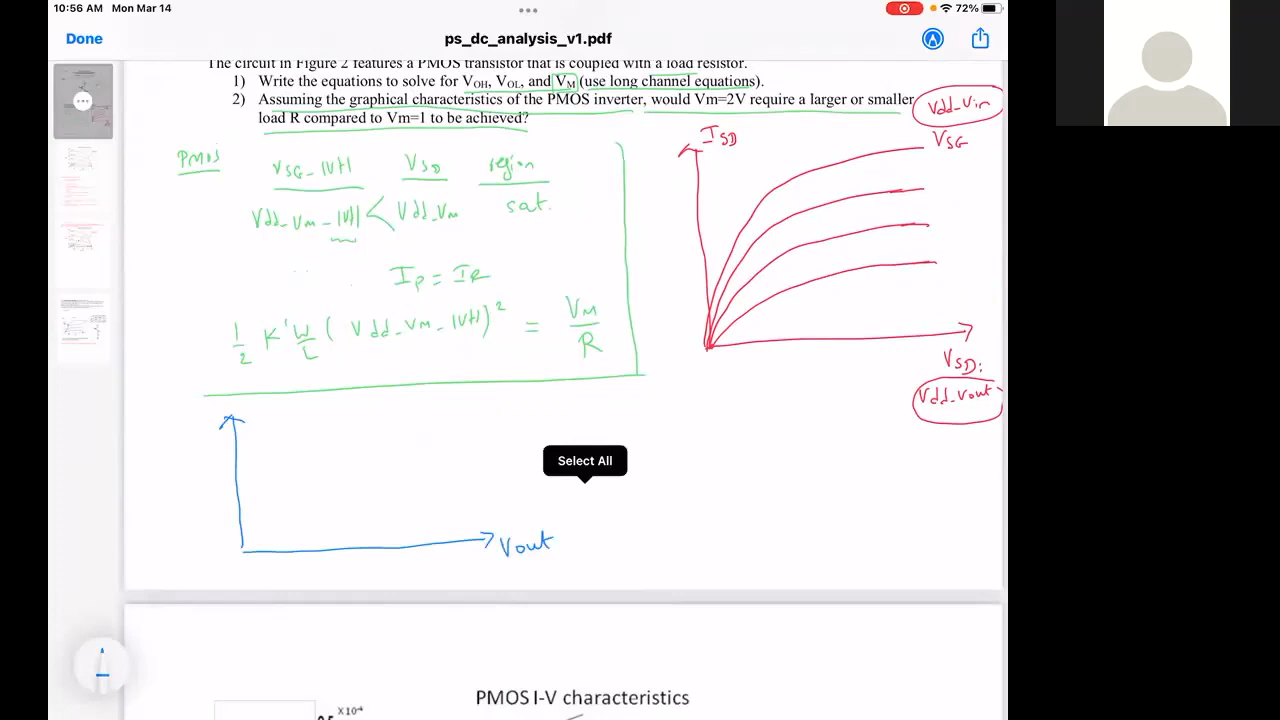 10:56 AM Mon Mar 14
72%
Done
ps_dc_analysis_v1.pdf
The circuit in Figure 2 features a PMOS transistor that is coupled with a load resistor.
1) Write the equations to solve for VOH, VOL, and VM (use long channel equations).
2) Assuming the graphical characteristics of the PMOS inverter, would Vm=2V require a larger or smaller
load R compared to Vm=1 to be achieved?
Vdd-Vin
VSG
ISD
PMOS
VSG-|Vt| VSD region
Vdd-VM-|Vt| < Vdd-VM sat.
IP = IR
1/2 K' W/L (Vdd-VM-|Vt|)² = VM/R
VSD:
Vdd-Vout
Select All
Vout
PMOS I-V characteristics
X10⁻⁴